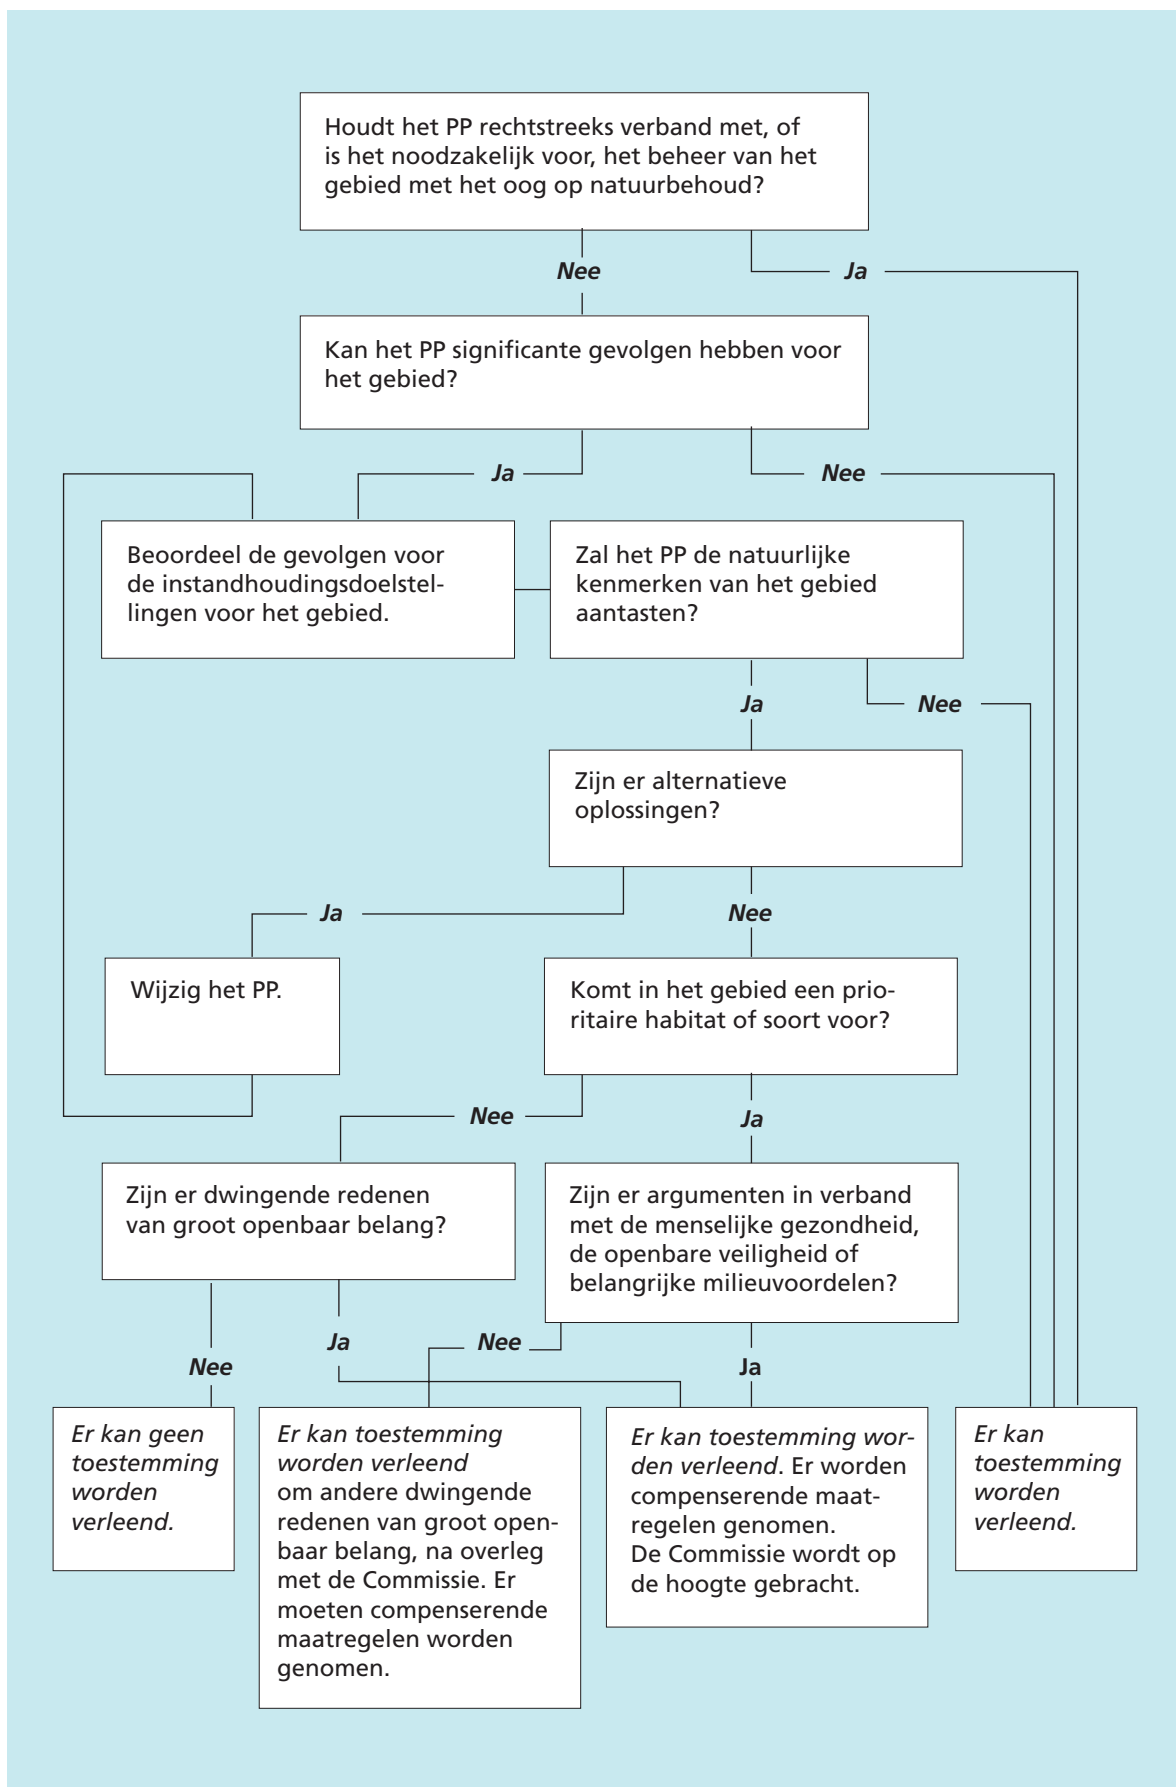 Houdt het PP rechtstreeks verband met, of
is het noodzakelijk voor, het beheer van het
gebied met het oog op natuurbehoud?
Nee
Ja
Kan het PP significante gevolgen hebben voor
het gebied?
Ja
Nee
Beoordeel de gevolgen voor
de instandhoudingsdoelstel-
lingen voor het gebied.
Zal het PP de natuurlijke
kenmerken van het gebied
aantasten?
Ja
Nee
Zijn er alternatieve
oplossingen?
Ja
Nee
Wijzig het PP.
Komt in het gebied een prio-
ritaire habitat of soort voor?
Nee
Ja
Zijn er dwingende redenen
van groot openbaar belang?
Zijn er argumenten in verband
met de menselijke gezondheid,
de openbare veiligheid of
belangrijke milieuvoordelen?
Nee
Ja
Nee
Ja
Er kan geen
toestemming
worden
verleend.
Er kan toestemming
worden verleend
om andere dwingende
redenen van groot open-
baar belang, na overleg
met de Commissie. Er
moeten compenserende
maatregelen worden
genomen.
Er kan toestemming wor-
den verleend. Er worden
compenserende maat-
regelen genomen.
De Commissie wordt op
de hoogte gebracht.
Er kan
toestemming
worden
verleend.